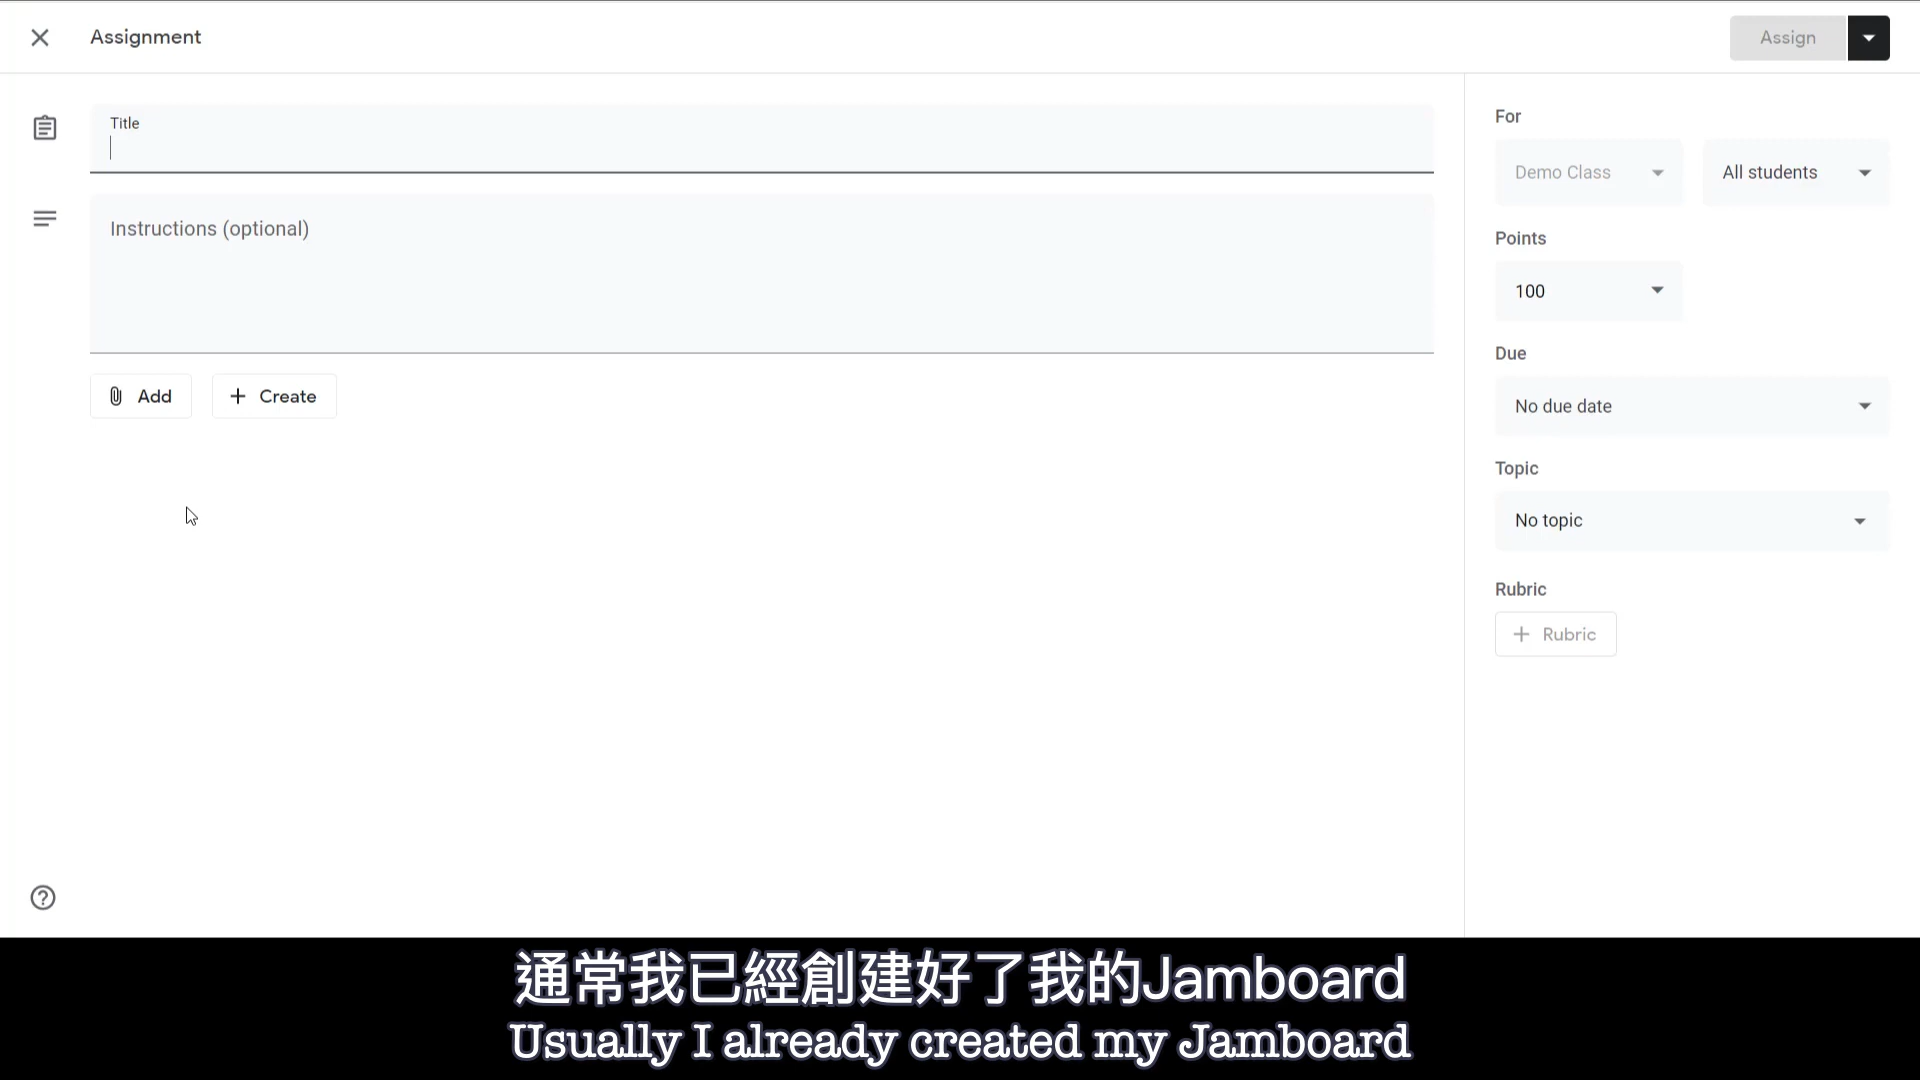 Assignment
Assign
Title
Instructions (optional)
Add
Create
For
Demo Class
All students
Points
100
Due
No due date
Topic
No topic
Rubric
Rubric
通常我已經創建好了我的Jamboard
Usually I already created my Jamboard